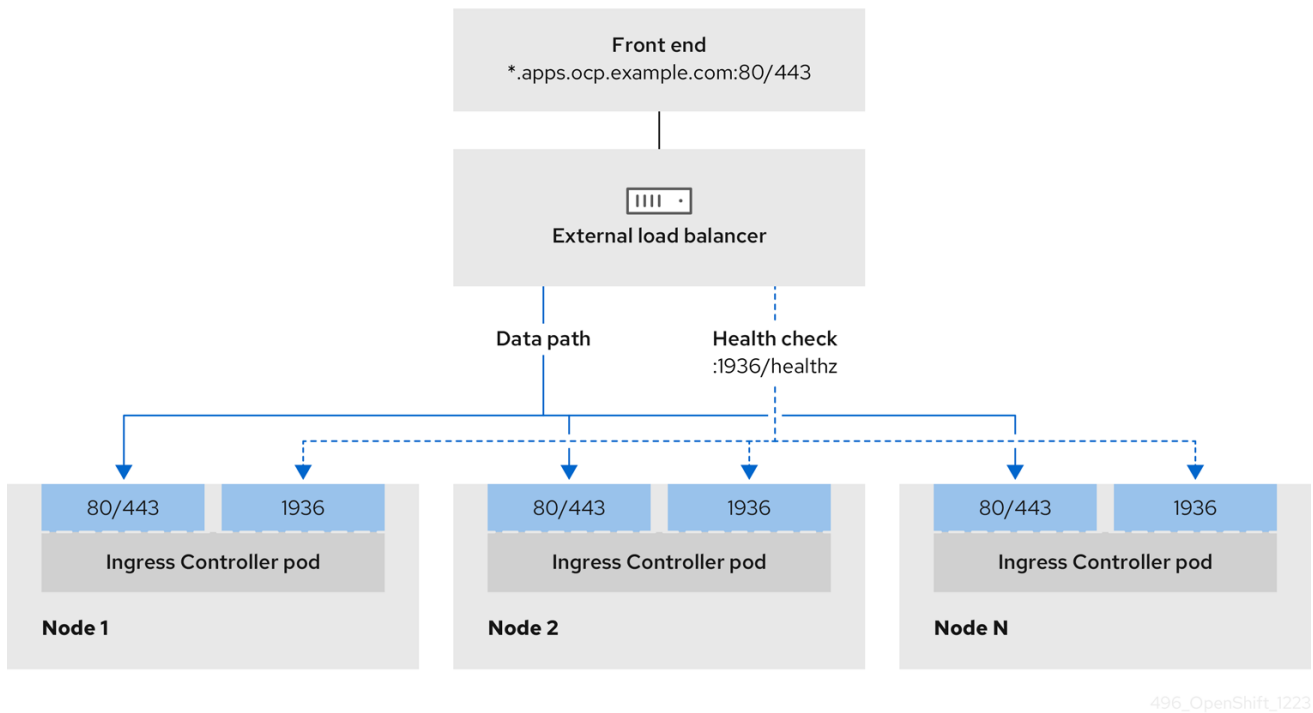 Front end
*.apps.ocp.example.com:80/443
External load balancer
Data path
Health check
:1936/healthz
80/443
1936
Ingress Controller pod
Node 1
80/443
1936
Ingress Controller pod
Node 2
80/443
1936
Ingress Controller pod
Node N
496_OpenShift_1223